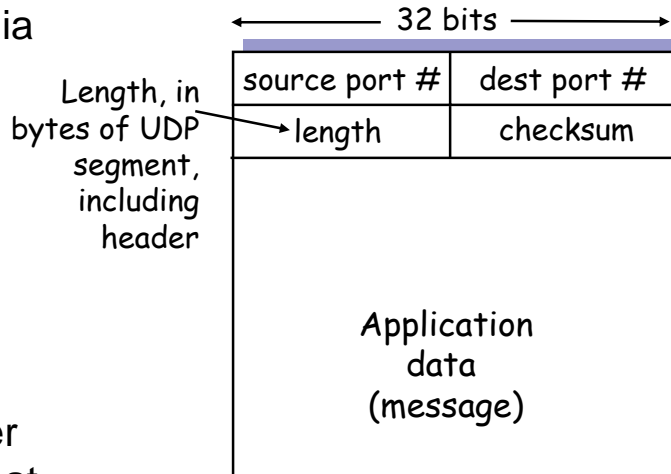 ia
32 bits
source port # dest port #
length checksum
Length, in
bytes of UDP
segment,
including
header
Application
data
(message)
er